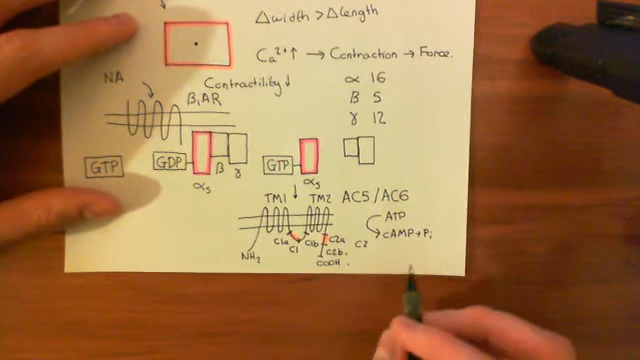 Δwidth > Δlength
Ca²⁺↑ → Contraction → Force.
NA
Contractility↓
α 16
β 5
γ 12
β₁AR
GTP
GDP
β
γ
αs
GTP
αs
TM1 TM2 AC5/AC6
ATP
cAMP + Pi
C1a C1 C1b C2a C2
C2b.
NH₂
COOH.